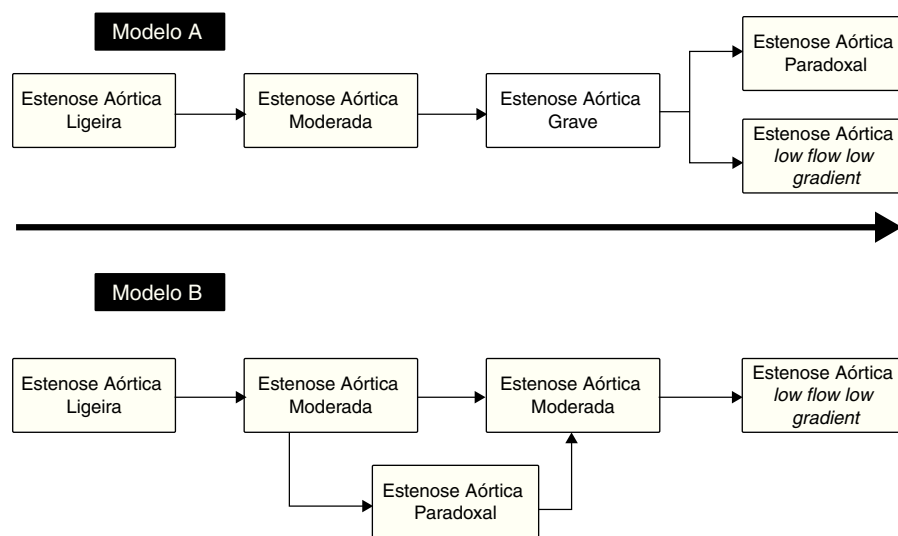 Modelo A
Estenose Aórtica
Ligeira
Estenose Aórtica
Moderada
Estenose Aórtica
Grave
Estenose Aórtica
Paradoxal
Estenose Aórtica
low flow low
gradient
Modelo B
Estenose Aórtica
Ligeira
Estenose Aórtica
Moderada
Estenose Aórtica
Moderada
Estenose Aórtica
low flow low
gradient
Estenose Aórtica
Paradoxal